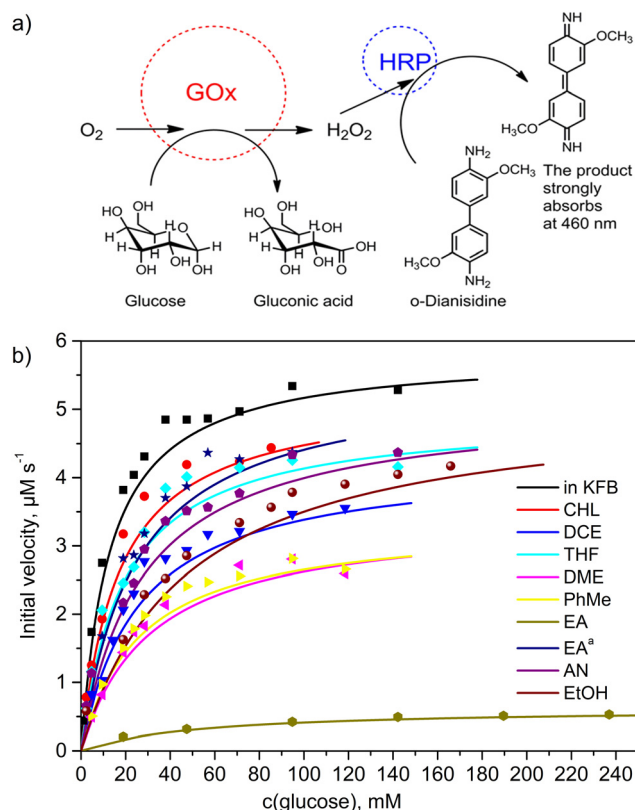 a)
GOx
HRP
O2
H2O2
NH
OCH3
H3CO
NH
NH2
OCH3
H3CO
NH2
The product
strongly
absorbs
at 460 nm
OH
HO
H
H
HO
H
O
H
OH
OH
H
OH
Glucose
OH
HO
H
H
HO
H
OH
H
OH
OH
O
Gluconic acid
o-Dianisidine
b)
Initial velocity, µM s⁻¹
6
5
4
3
2
1
0
in KFB
CHL
DCE
THF
DME
PhMe
EA
EAᵃ
AN
EtOH
0 20 40 60 80 100 120 140 160 180 200 220 240
c(glucose), mM